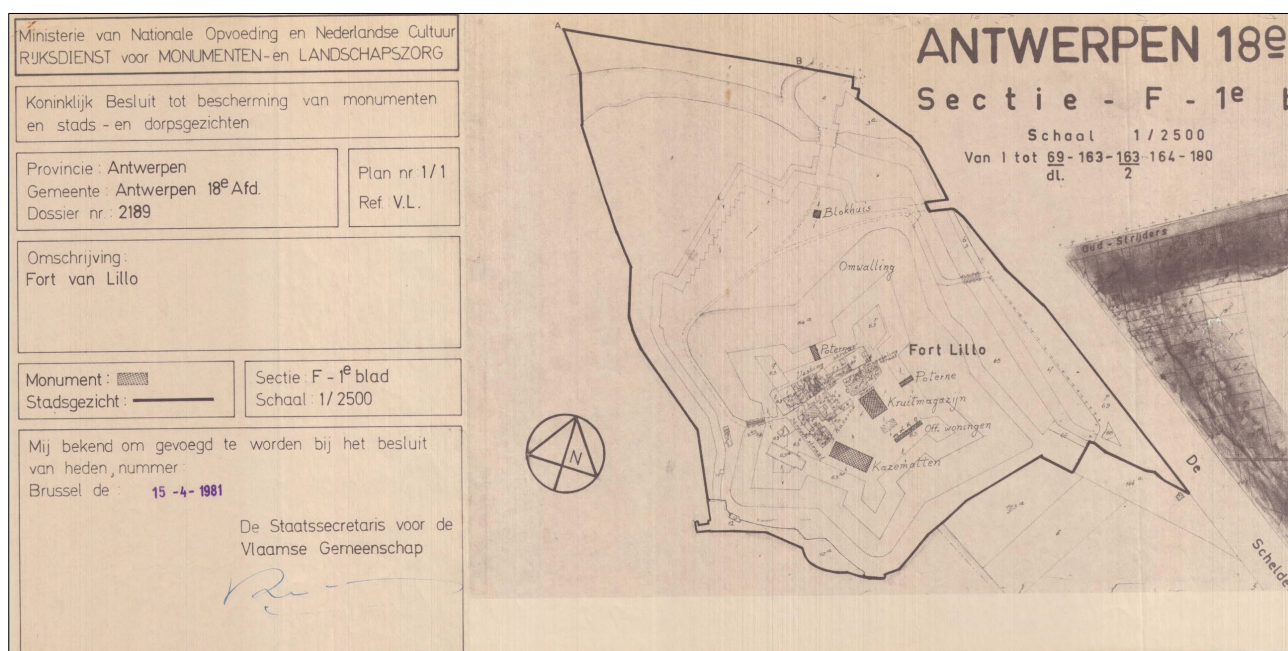 Ministerie van Nationale Opvoeding en Nederlandse Cultuur
RIJKSDIENST voor MONUMENTEN- en LANDSCHAPSZORG
Koninklijk Besluit tot bescherming van monumenten
en stads - en dorpsgezichten
Provincie : Antwerpen
Gemeente : Antwerpen 18e Afd.
Dossier nr. : 2189
Plan nr 1/1
Ref. V.L.
Omschrijving :
Fort van Lillo
Monument :
Stadsgezicht :
Sectie : F - 1e blad
Schaal : 1/2500
Mij bekend om gevoegd te worden bij het besluit
van heden, nummer :
Brussel de : 15 -4- 1981
De Staatssecretaris voor de
Vlaamse Gemeenschap
ANTWERPEN 18e
Sectie - F - 1e
Schaal 1/2500
Van 1 tot 69 - 163 - 163 - 164 - 180
dl. 2
A
B
Blokhuis
Oud - Strijders
Omwalling
Fort Lillo
Poterne
Poterne
Kruitmagazijn
Off. woningen
Kazematten
N
De
Schelde